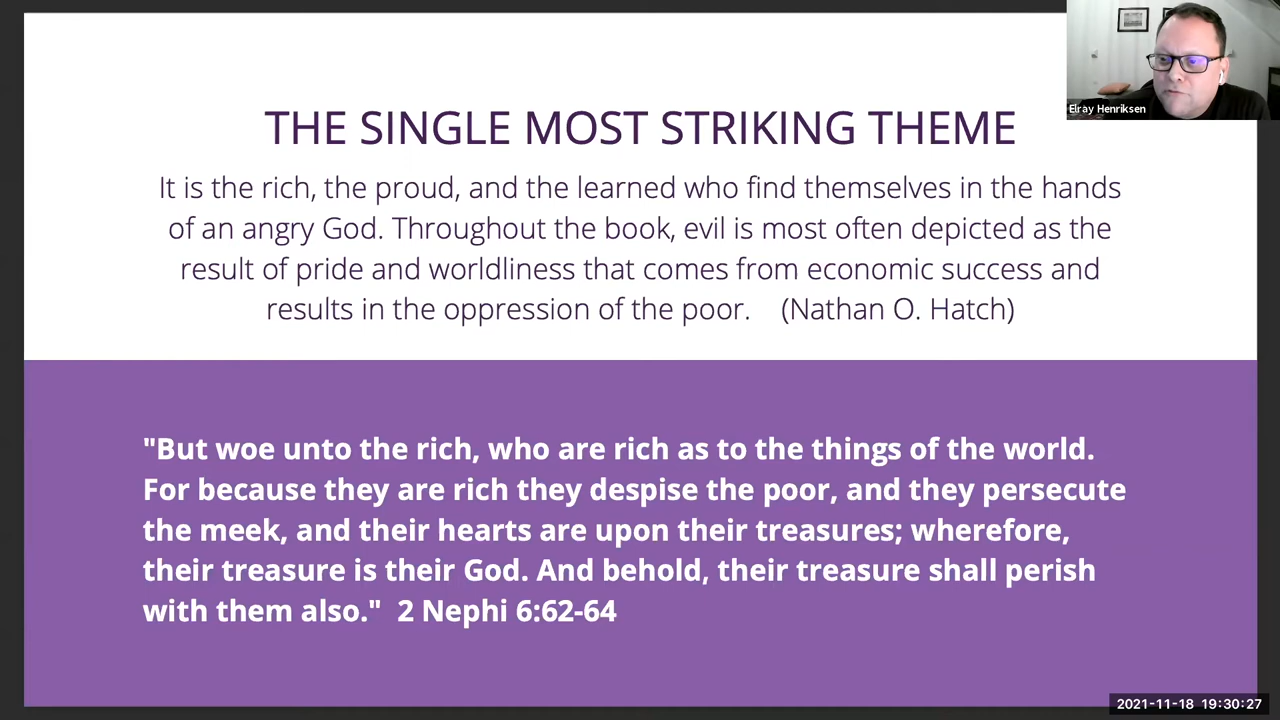 THE SINGLE MOST STRIKING THEME
It is the rich, the proud, and the learned who find themselves in the hands
of an angry God. Throughout the book, evil is most often depicted as the
result of pride and worldliness that comes from economic success and
results in the oppression of the poor. (Nathan O. Hatch)
"But woe unto the rich, who are rich as to the things of the world.
For because they are rich they despise the poor, and they persecute
the meek, and their hearts are upon their treasures; wherefore,
their treasure is their God. And behold, their treasure shall perish
with them also." 2 Nephi 6:62-64
Elray Henriksen
2021-11-18 19:30:27